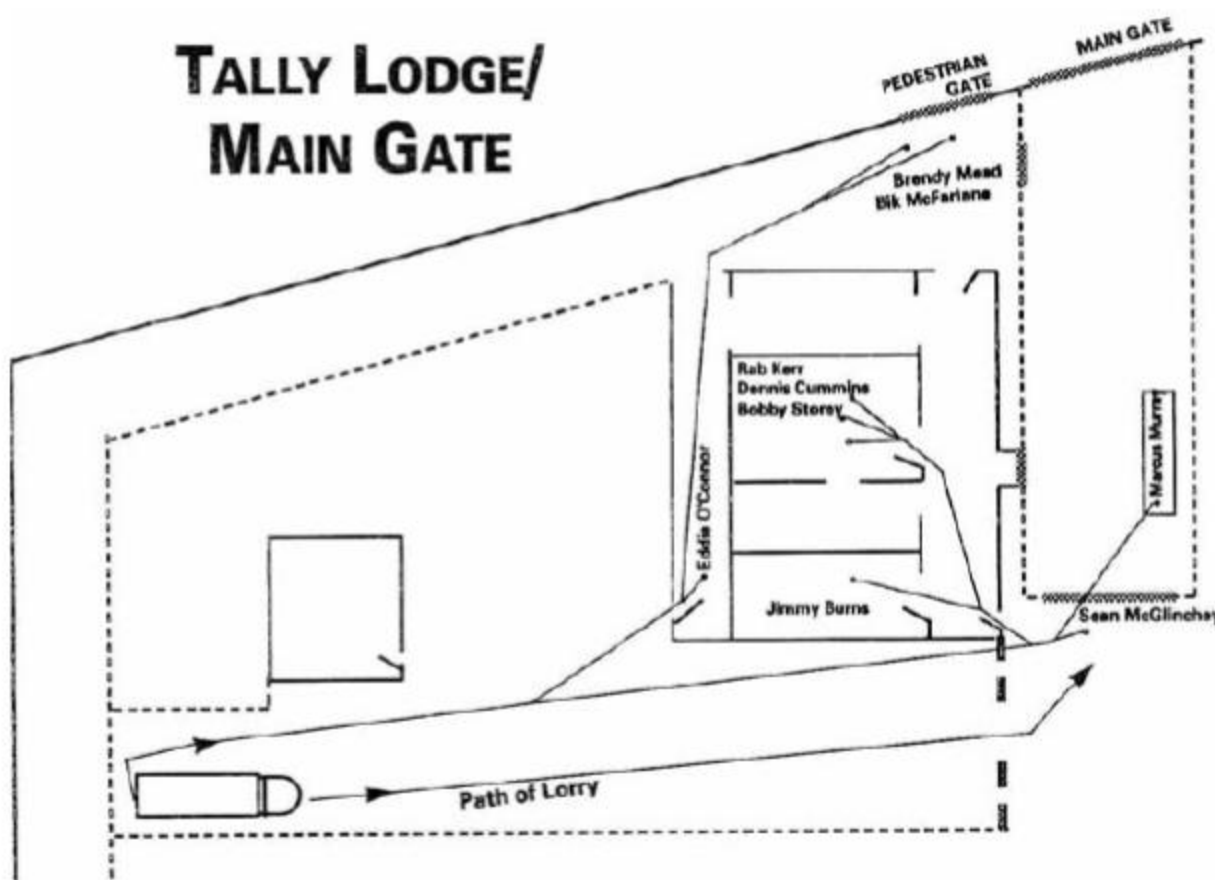 TALLY LODGE/
MAIN GATE
PEDESTRIAN
GATE
MAIN GATE
Brendy Mead
Bik McFarlane
Rab Kerr
Dennis Cummins
Bobby Storey
Eddie O'Connor
Marcus Murray
Jimmy Burns
Sean McGlinchey
Path of Lorry